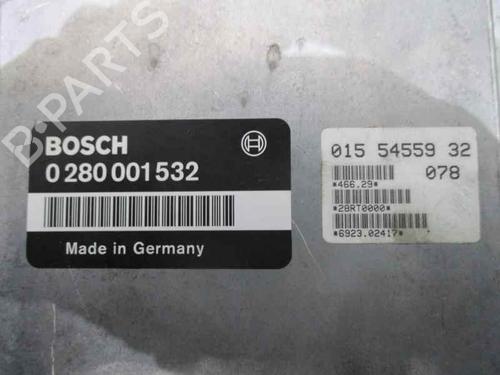 B-PARTS
BOSCH
0 280 001 532
Made in Germany
015 54559 32
078
*466.29*
*28RT0000*
*6923.02417*